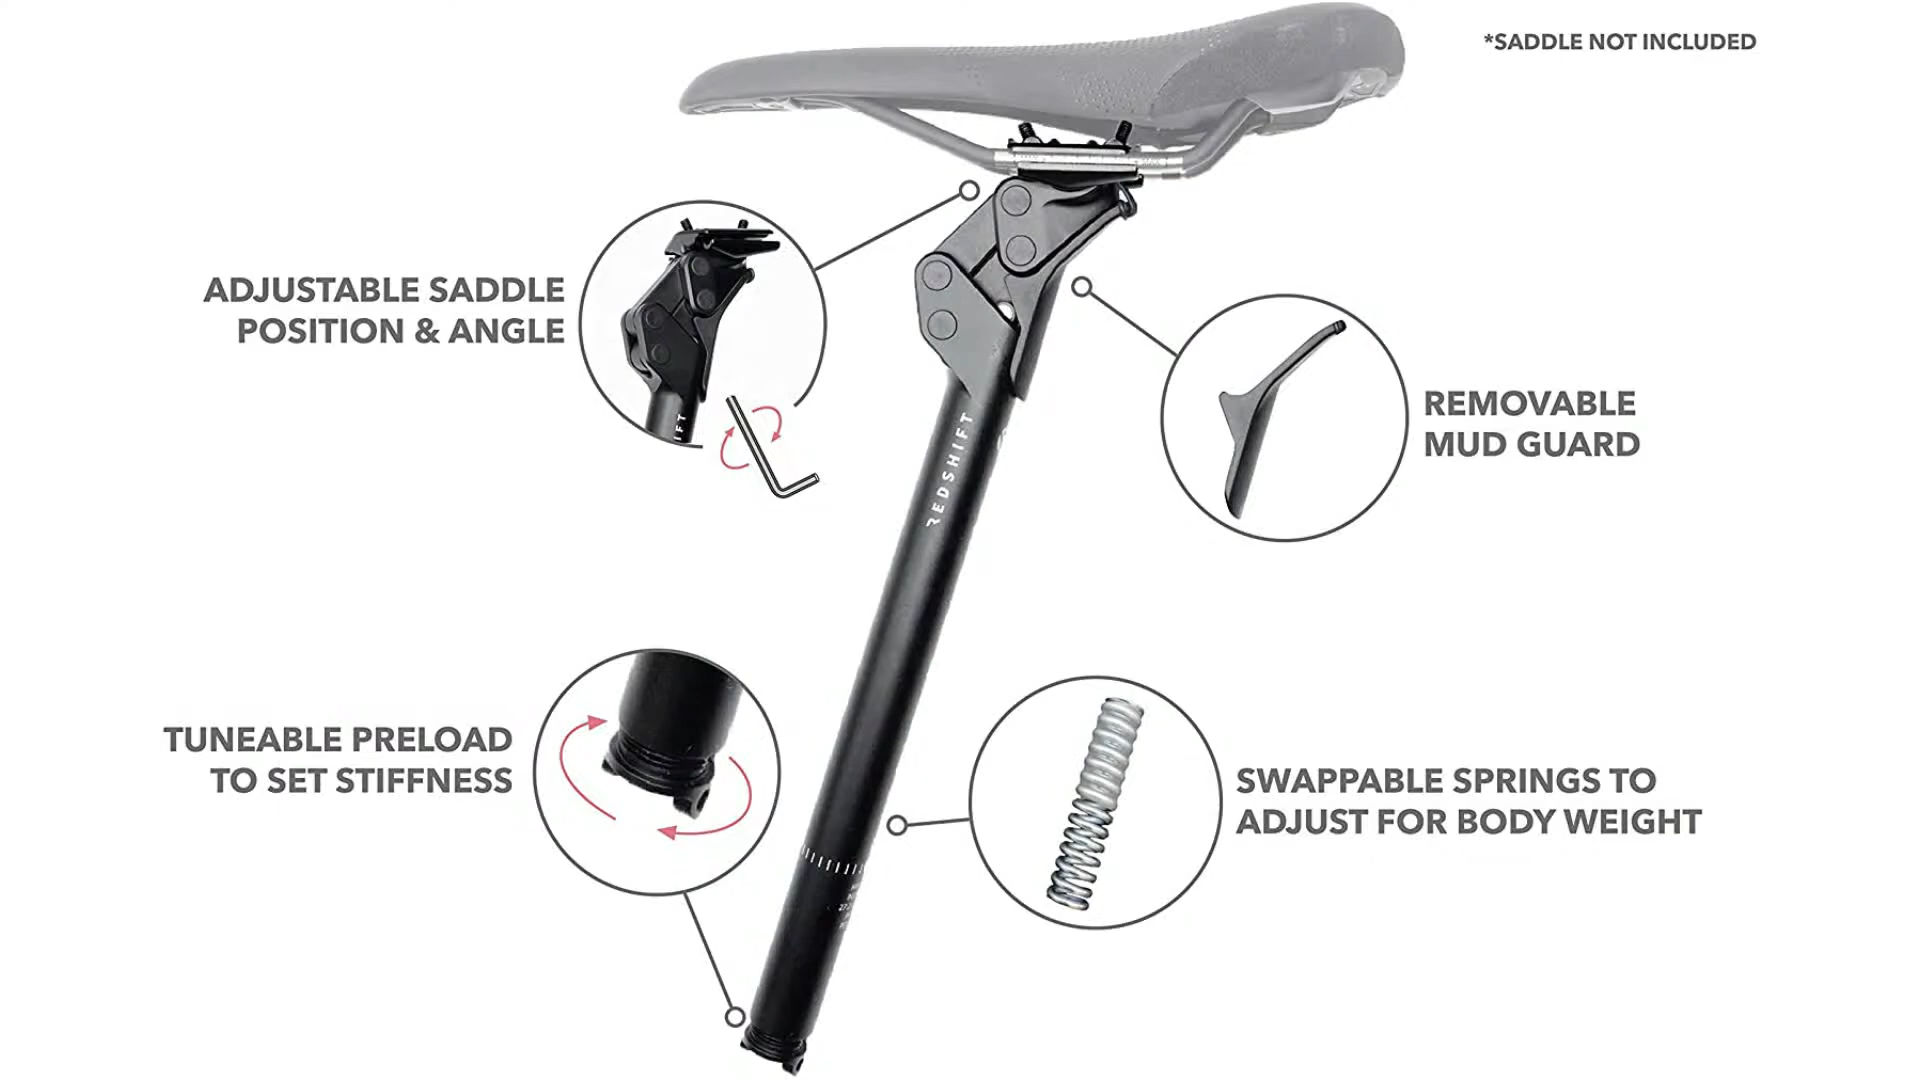 *SADDLE NOT INCLUDED
ADJUSTABLE SADDLE
POSITION & ANGLE
REMOVABLE
MUD GUARD
REDSHIFT
TUNEABLE PRELOAD
TO SET STIFFNESS
SWAPPABLE SPRINGS TO
ADJUST FOR BODY WEIGHT